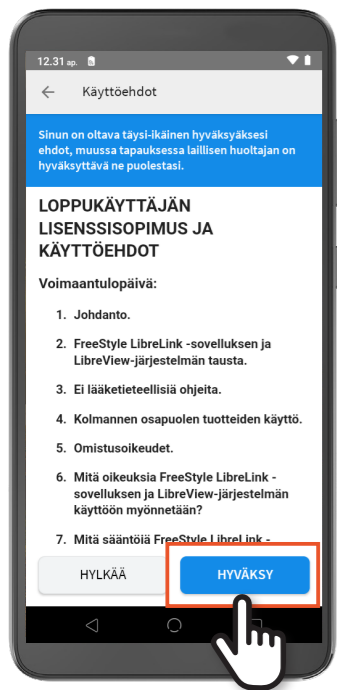 12.31 ap.
Käyttöehdot
Sinun on oltava täysi-ikäinen hyväksyäksesi
ehdot, muussa tapauksessa laillisen huoltajan on
hyväksyttävä ne puolestasi.
LOPPUKÄYTTÄJÄN
LISENSSISOPIMUS JA
KÄYTTÖEHDOT
Voimaantulopäivä:
1. Johdanto.
2. FreeStyle LibreLink -sovelluksen ja
LibreView-järjestelmän tausta.
3. Ei lääketieteellisiä ohjeita.
4. Kolmannen osapuolen tuotteiden käyttö.
5. Omistusoikeudet.
6. Mitä oikeuksia FreeStyle LibreLink -
sovelluksen ja LibreView-järjestelmän
käyttöön myönnetään?
7. Mitä sääntöjä FreeStyle LibreLink -
HYLKÄÄ
HYVÄKSY